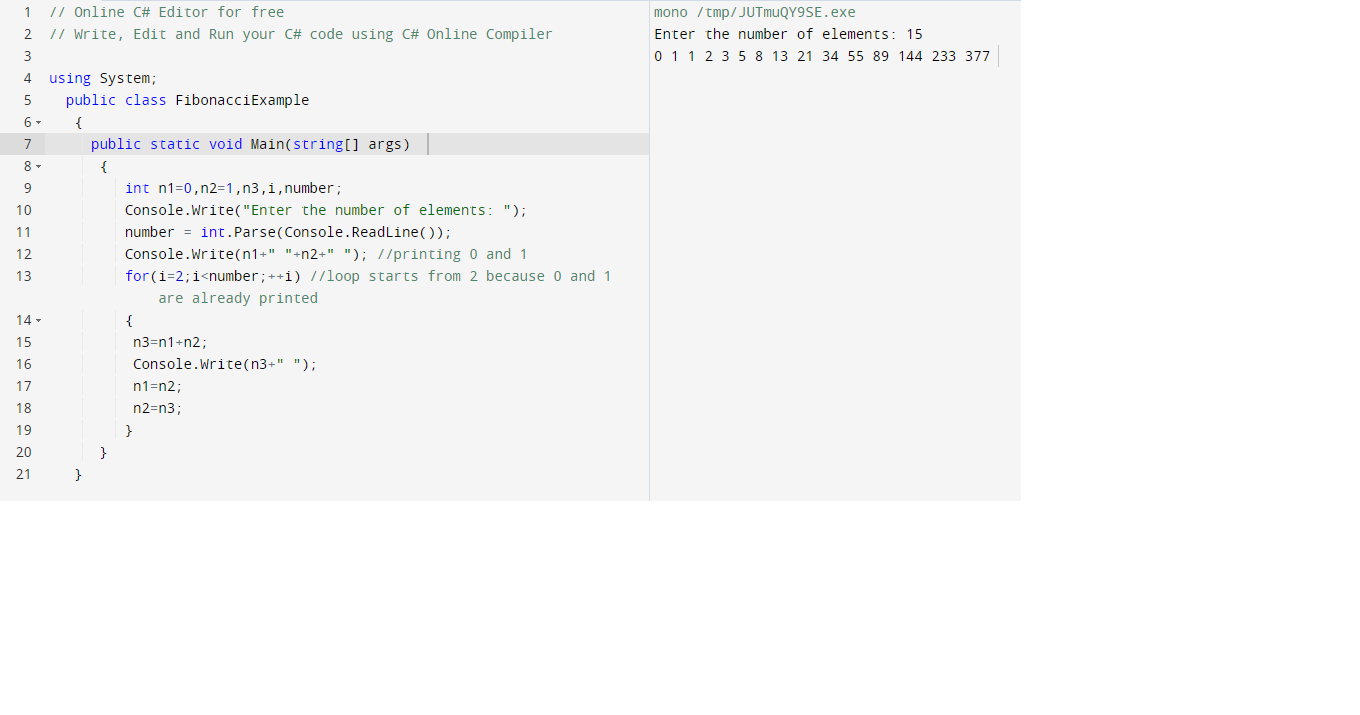 1 // Online C# Editor for free
2 // Write, Edit and Run your C# code using C# Online Compiler
3
4 using System;
5 public class FibonacciExample
6 {
7 public static void Main(string[] args)
8 {
9 int n1=0,n2=1,n3,i,number;
10 Console.Write("Enter the number of elements: ");
11 number = int.Parse(Console.ReadLine());
12 Console.Write(n1+" "+n2+" "); //printing 0 and 1
13 for(i=2;i<number;++i) //loop starts from 2 because 0 and 1
are already printed
14 {
15 n3=n1+n2;
16 Console.Write(n3+" ");
17 n1=n2;
18 n2=n3;
19 }
20 }
21 }
mono /tmp/JUTmuQY9SE.exe
Enter the number of elements: 15
0 1 1 2 3 5 8 13 21 34 55 89 144 233 377